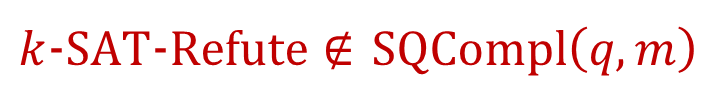 𝑘-SAT-Refute ∉ SQCompl(𝑞, 𝑚)